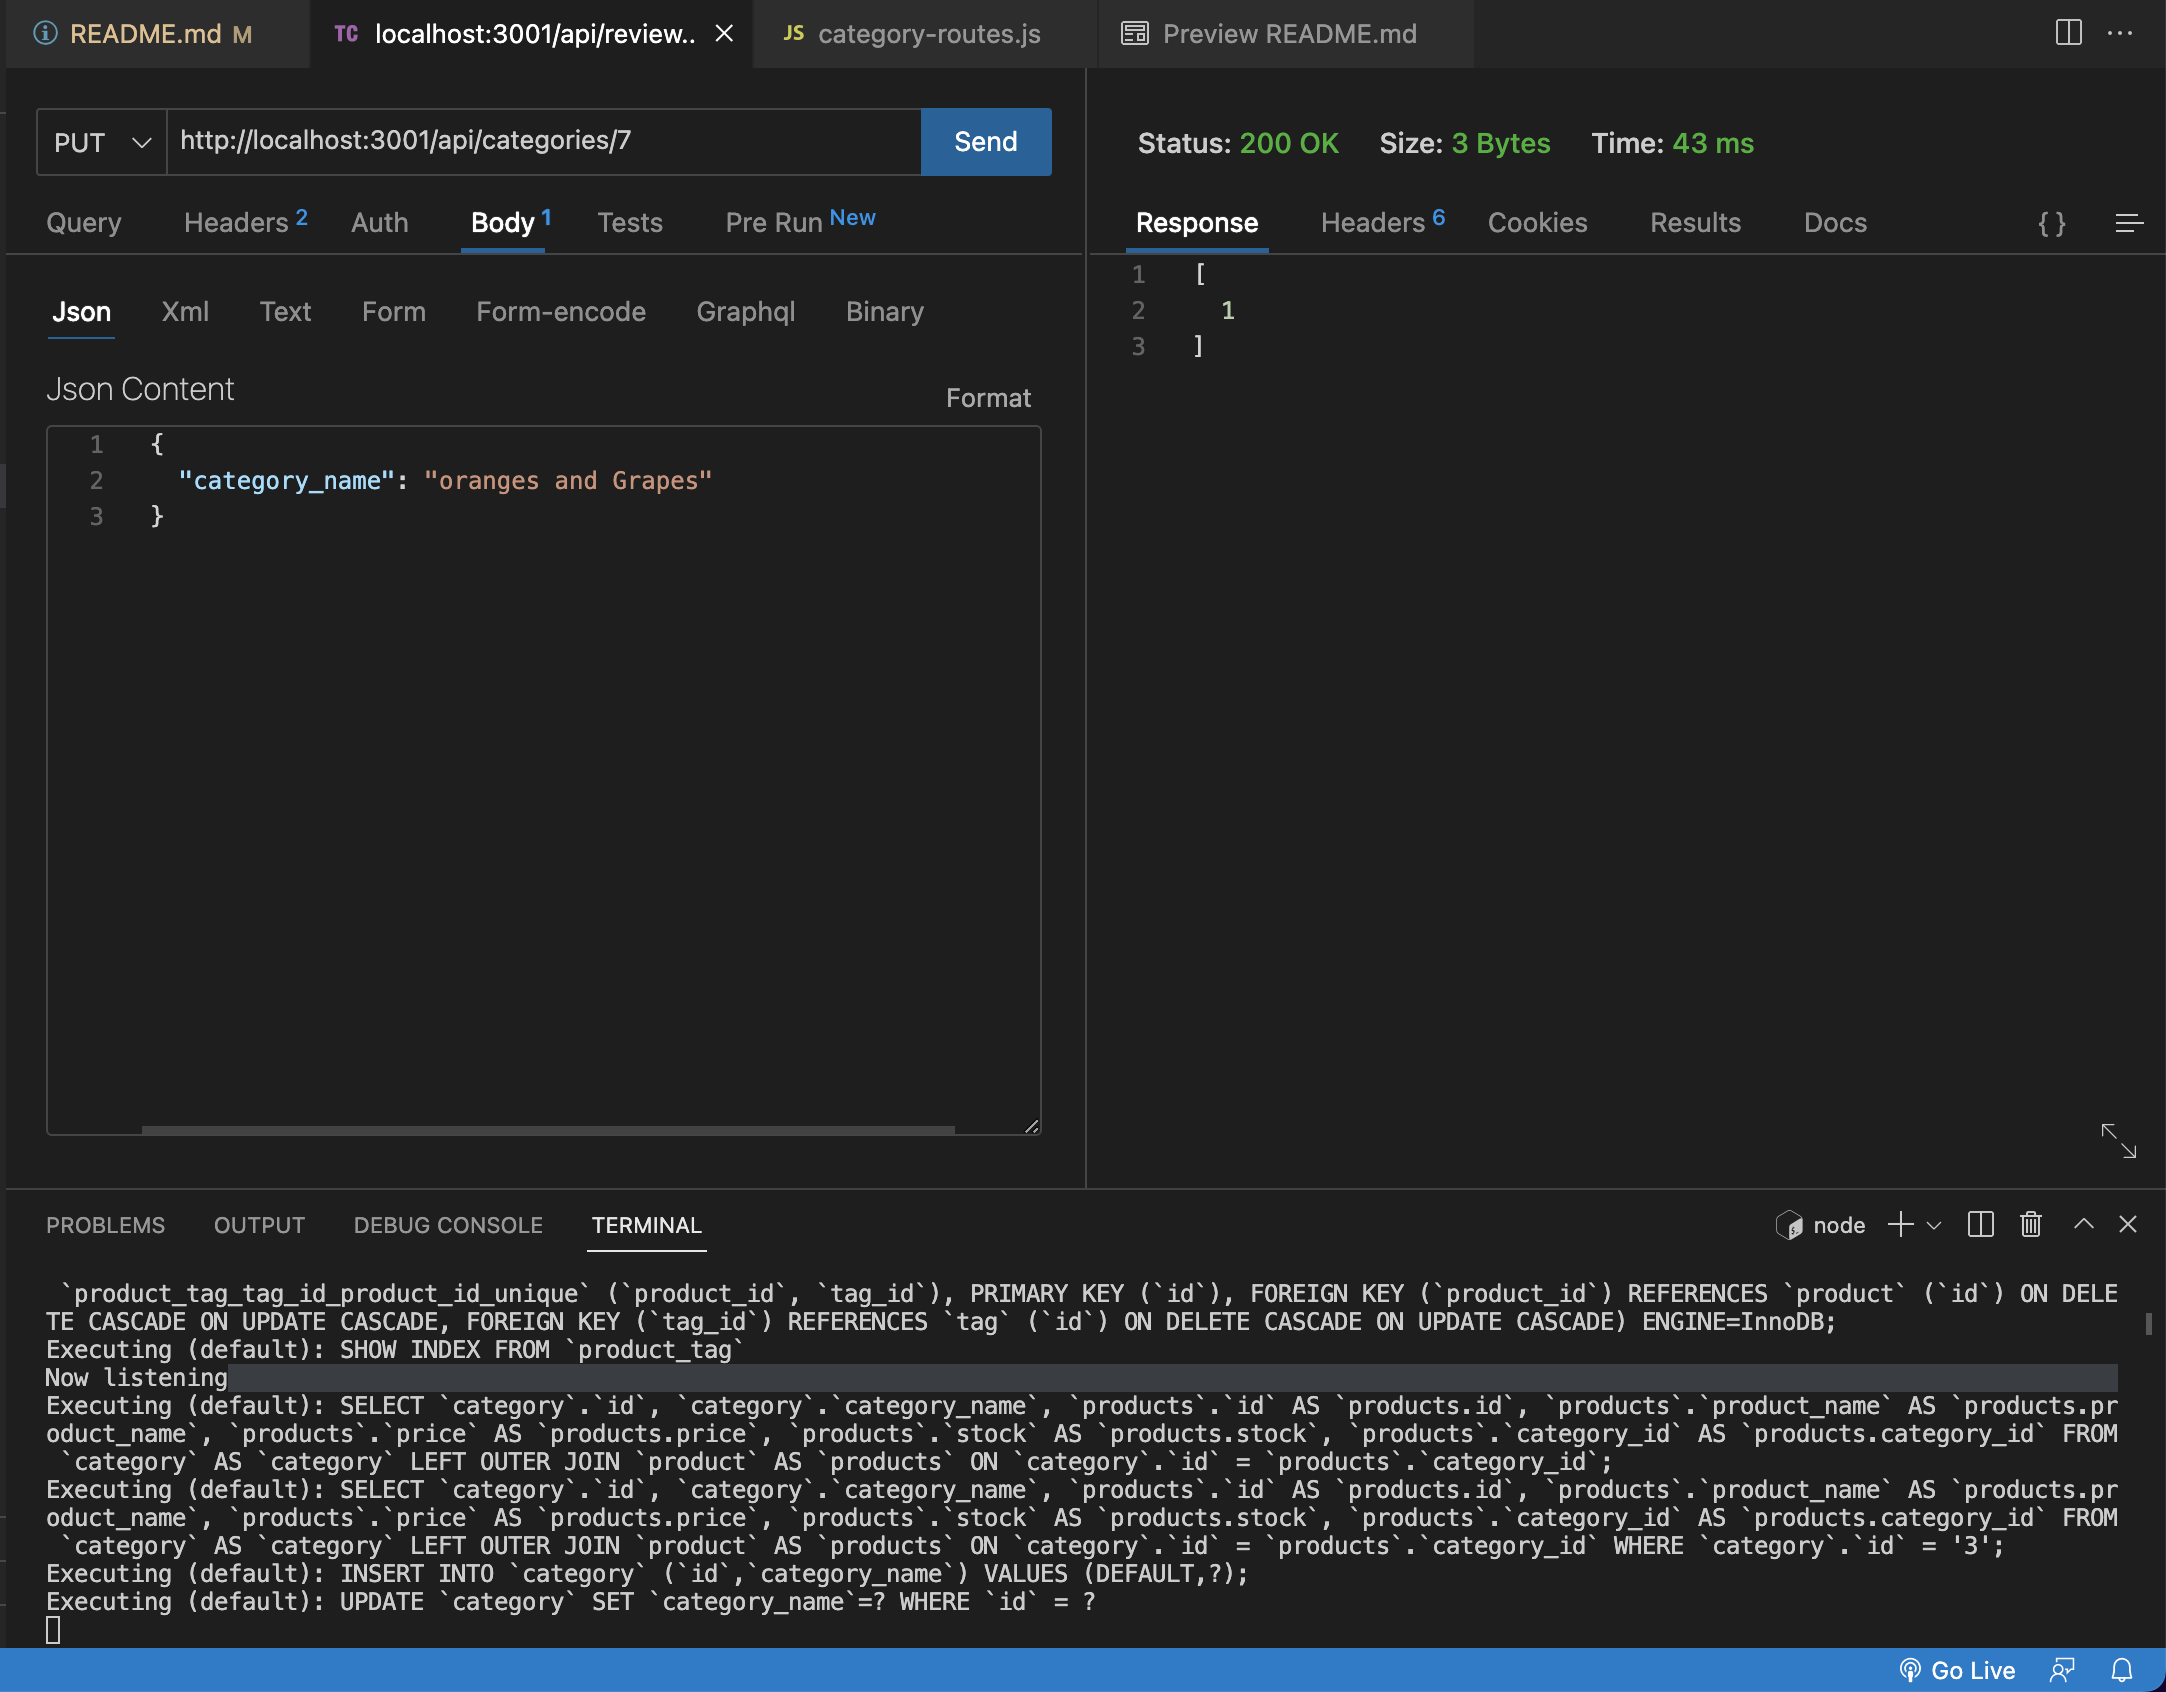 README.md M
TC localhost:3001/api/review..
JS category-routes.js
Preview README.md
PUT http://localhost:3001/api/categories/7 Send
Query Headers 2 Auth Body 1 Tests Pre Run New
Json Xml Text Form Form-encode Graphql Binary
Json Content
Format
1 {
2 "category_name": "oranges and Grapes"
3 }
Status: 200 OK Size: 3 Bytes Time: 43 ms
Response Headers 6 Cookies Results Docs { }
1 [
2 1
3 ]
PROBLEMS OUTPUT DEBUG CONSOLE TERMINAL
node
`product_tag_tag_id_product_id_unique` (`product_id`, `tag_id`), PRIMARY KEY (`id`), FOREIGN KEY (`product_id`) REFERENCES `product` (`id`) ON DELE
TE CASCADE ON UPDATE CASCADE, FOREIGN KEY (`tag_id`) REFERENCES `tag` (`id`) ON DELETE CASCADE ON UPDATE CASCADE) ENGINE=InnoDB;
Executing (default): SHOW INDEX FROM `product_tag`
Now listening
Executing (default): SELECT `category`.`id`, `category`.`category_name`, `products`.`id` AS `products.id`, `products`.`product_name` AS `products.pr
oduct_name`, `products`.`price` AS `products.price`, `products`.`stock` AS `products.stock`, `products`.`category_id` AS `products.category_id` FROM
`category` AS `category` LEFT OUTER JOIN `product` AS `products` ON `category`.`id` = `products`.`category_id`;
Executing (default): SELECT `category`.`id`, `category`.`category_name`, `products`.`id` AS `products.id`, `products`.`product_name` AS `products.pr
oduct_name`, `products`.`price` AS `products.price`, `products`.`stock` AS `products.stock`, `products`.`category_id` AS `products.category_id` FROM
`category` AS `category` LEFT OUTER JOIN `product` AS `products` ON `category`.`id` = `products`.`category_id` WHERE `category`.`id` = '3';
Executing (default): INSERT INTO `category` (`id`,`category_name`) VALUES (DEFAULT,?);
Executing (default): UPDATE `category` SET `category_name`=? WHERE `id` = ?
Go Live